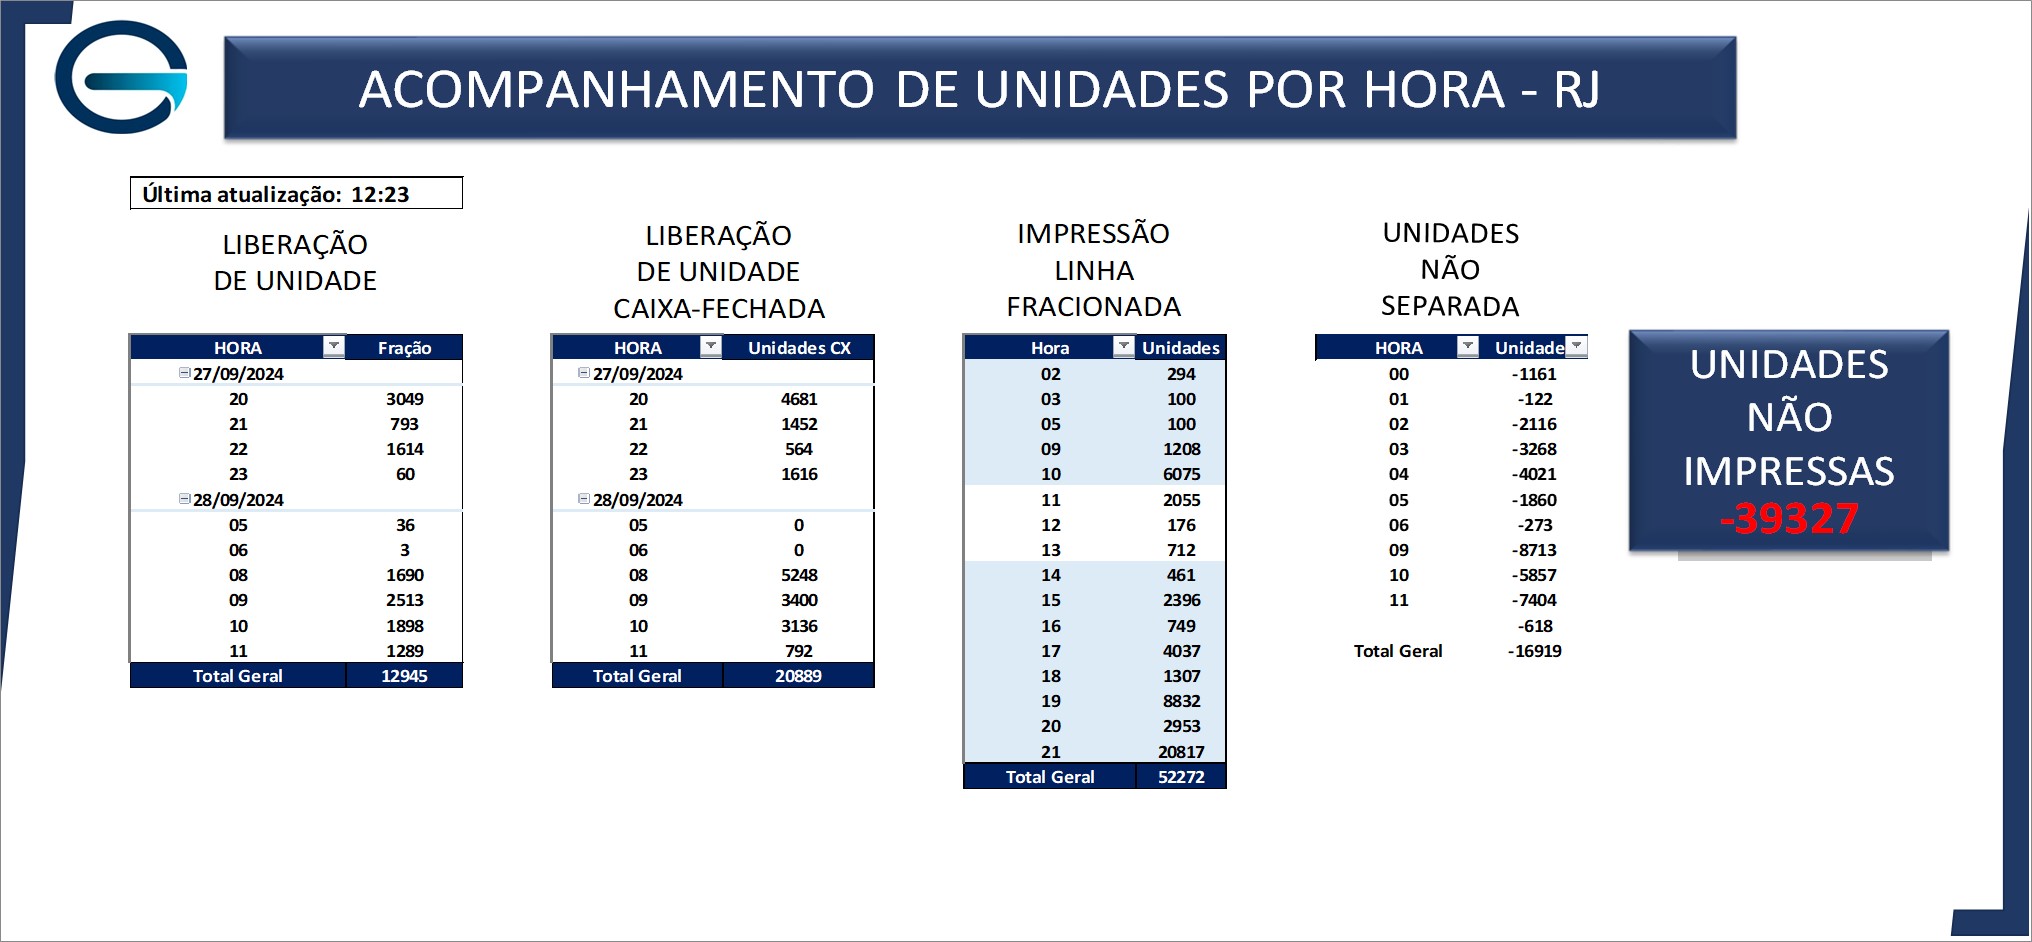 ACOMPANHAMENTO DE UNIDADES POR HORA - RJ
Última atualização: 12:23
LIBERAÇÃO
DE UNIDADE
HORA Fração
27/09/2024
20 3049
21 793
22 1614
23 60
28/09/2024
05 36
06 3
08 1690
09 2513
10 1898
11 1289
Total Geral 12945
LIBERAÇÃO
DE UNIDADE
CAIXA-FECHADA
HORA Unidades CX
27/09/2024
20 4681
21 1452
22 564
23 1616
28/09/2024
05 0
06 0
08 5248
09 3400
10 3136
11 792
Total Geral 20889
IMPRESSÃO
LINHA
FRACIONADA
Hora Unidades
02 294
03 100
05 100
09 1208
10 6075
11 2055
12 176
13 712
14 461
15 2396
16 749
17 4037
18 1307
19 8832
20 2953
21 20817
Total Geral 52272
UNIDADES
NÃO
SEPARADA
HORA Unidade
00 -1161
01 -122
02 -2116
03 -3268
04 -4021
05 -1860
06 -273
09 -8713
10 -5857
11 -7404
-618
Total Geral -16919
UNIDADES
NÃO
IMPRESSAS
-39327